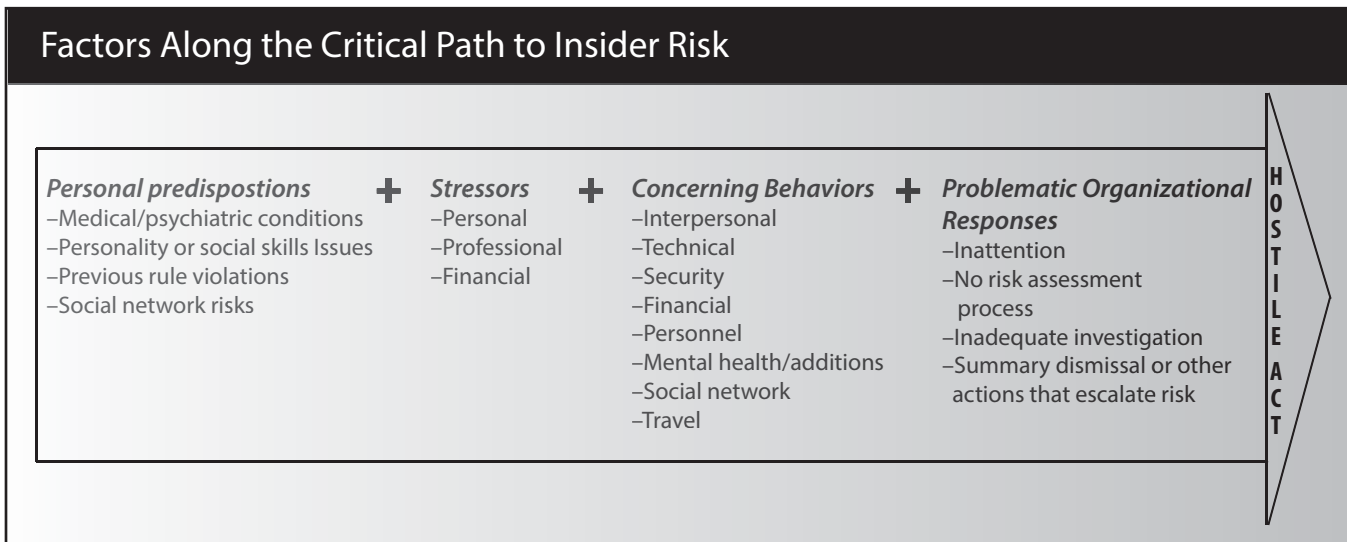 Factors Along the Critical Path to Insider Risk
Personal predispostions
–Medical/psychiatric conditions
–Personality or social skills Issues
–Previous rule violations
–Social network risks
+
Stressors
–Personal
–Professional
–Financial
+
Concerning Behaviors
–Interpersonal
–Technical
–Security
–Financial
–Personnel
–Mental health/additions
–Social network
–Travel
+
Problematic Organizational
Responses
–Inattention
–No risk assessment
process
–Inadequate investigation
–Summary dismissal or other
actions that escalate risk
HOSTILE ACT